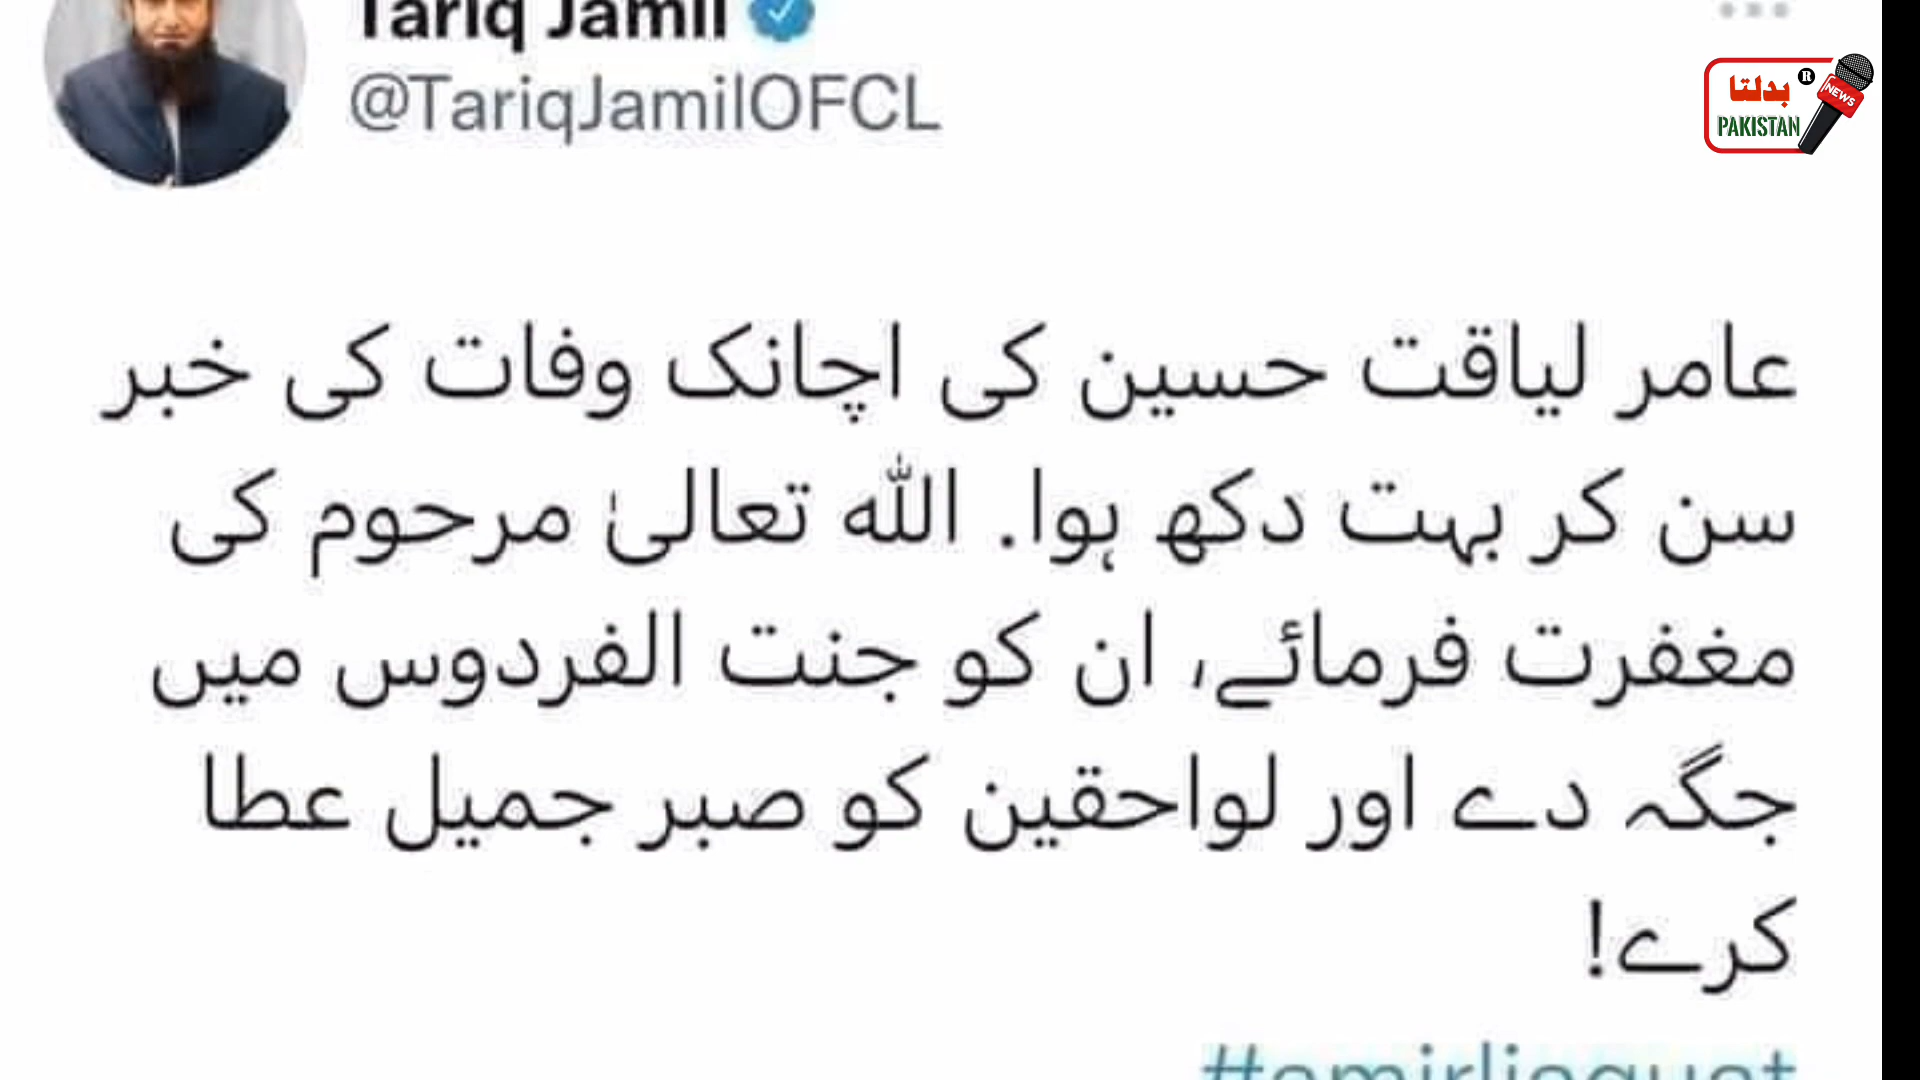 Tariq Jamil
@TariqJamilOFCL
بدلتا
®
NEWS
PAKISTAN
عامر لیاقت حسین کی اچانک وفات کی خبر
سن کر بہت دکھ ہوا. اللہ تعالیٰ مرحوم کی
مغفرت فرمائے، ان کو جنت الفردوس میں
جگہ دے اور لواحقین کو صبر جمیل عطا
کرے!
#amirliaquat